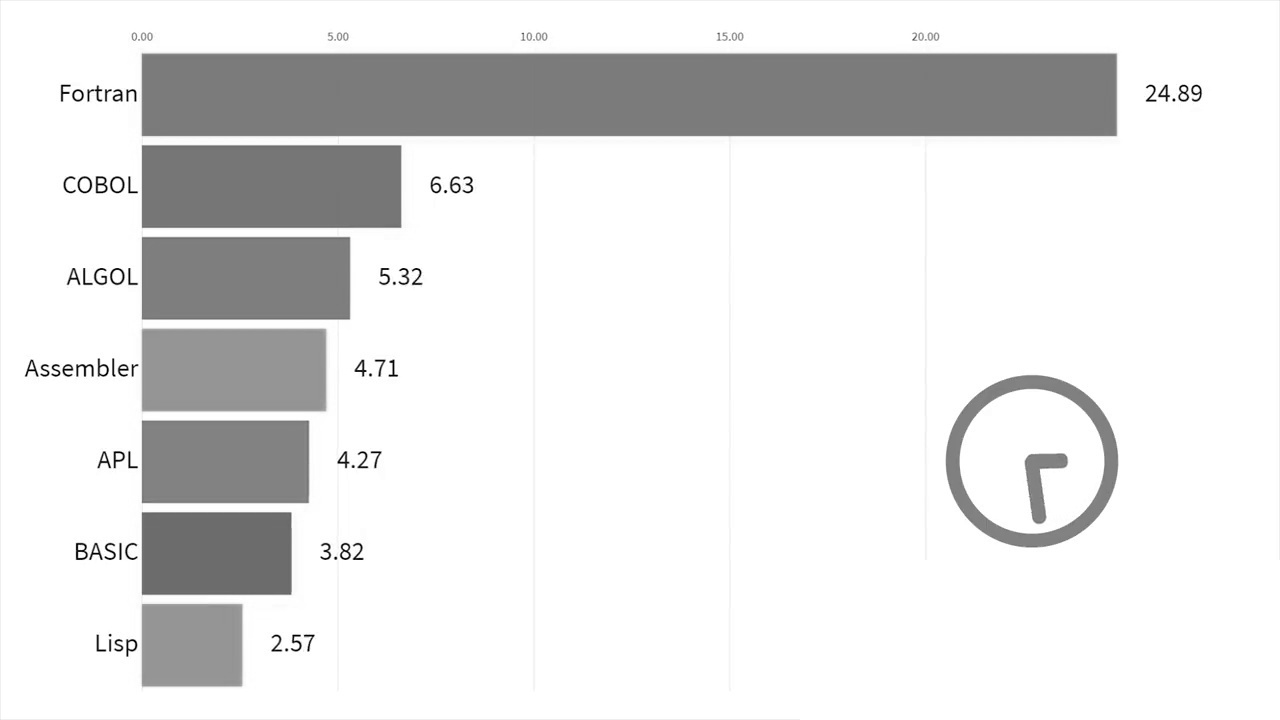 0.00 5.00 10.00 15.00 20.00
Fortran 24.89
COBOL 6.63
ALGOL 5.32
Assembler 4.71
APL 4.27
BASIC 3.82
Lisp 2.57